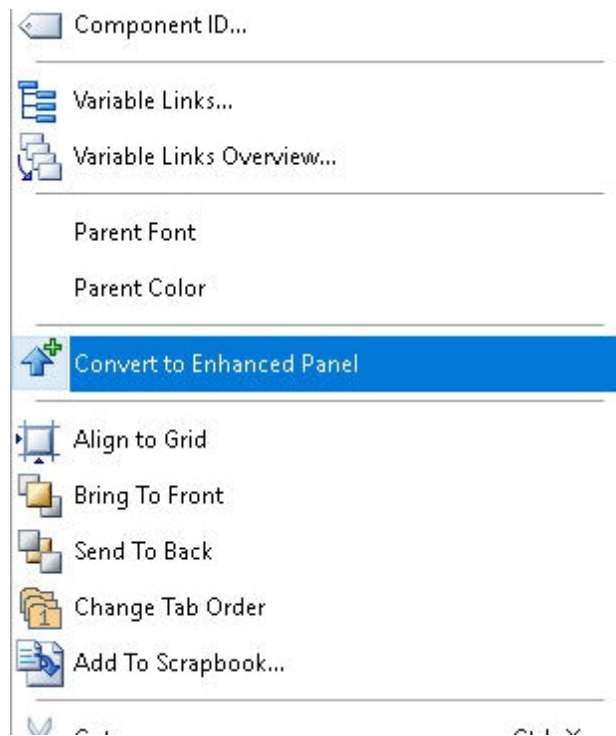 Component ID...
Variable Links...
Variable Links Overview...
Parent Font
Parent Color
Convert to Enhanced Panel
Align to Grid
Bring To Front
Send To Back
1
Change Tab Order
Add To Scrapbook...